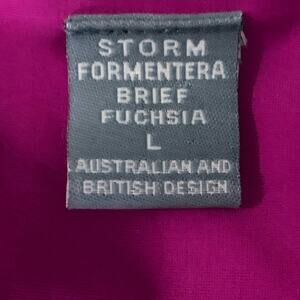 STORM
FORMENTERA
BRIEF
FUCHSIA
L
AUSTRALIAN AND
BRITISH DESIGN